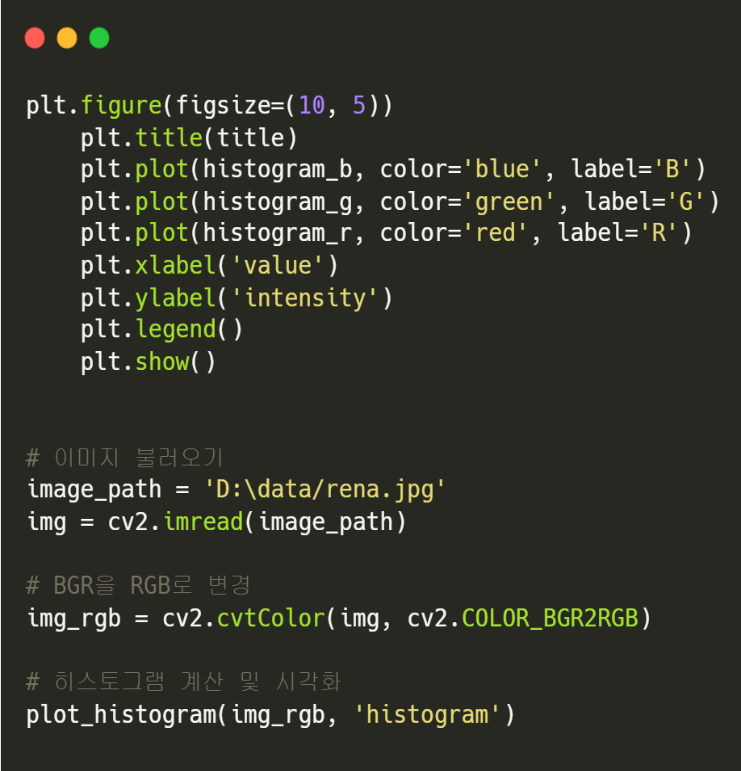 plt.figure(figsize=(10, 5))
    plt.title(title)
    plt.plot(histogram_b, color='blue', label='B')
    plt.plot(histogram_g, color='green', label='G')
    plt.plot(histogram_r, color='red', label='R')
    plt.xlabel('value')
    plt.ylabel('intensity')
    plt.legend()
    plt.show()
# 이미지 불러오기
image_path = 'D:\data/rena.jpg'
img = cv2.imread(image_path)
# BGR을 RGB로 변경
img_rgb = cv2.cvtColor(img, cv2.COLOR_BGR2RGB)
# 히스토그램 계산 및 시각화
plot_histogram(img_rgb, 'histogram')